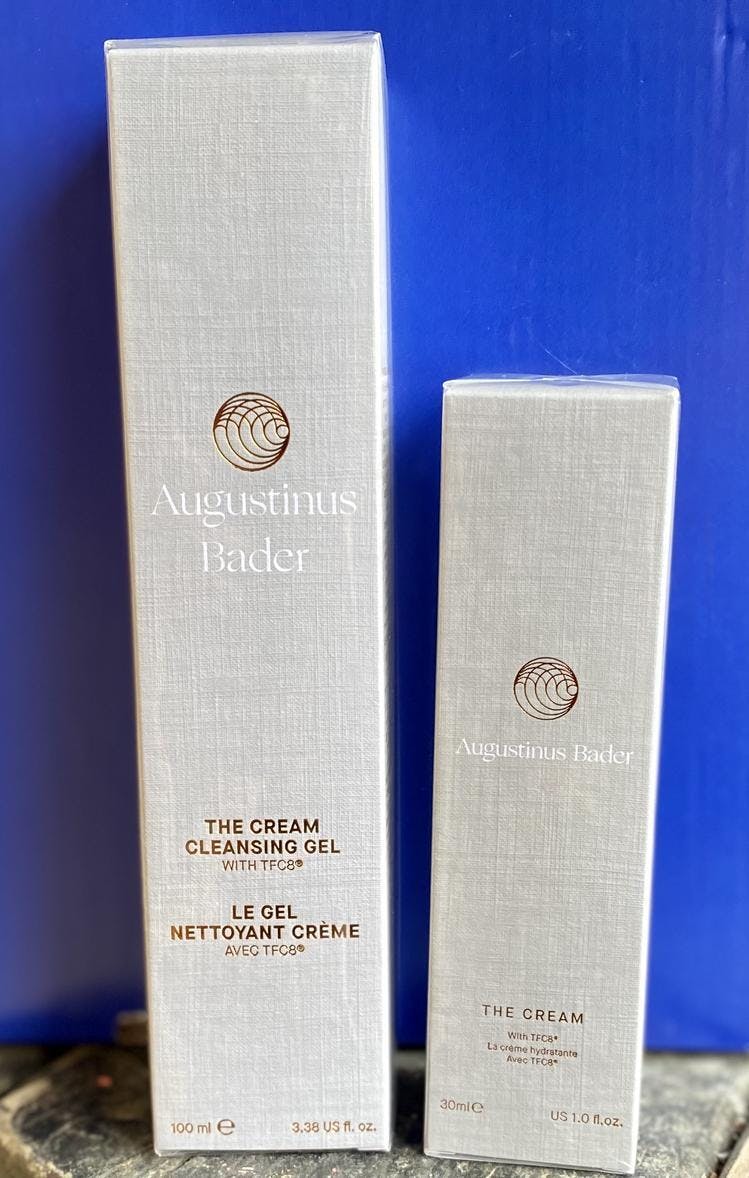 Augustinus
Bader
THE CREAM
CLEANSING GEL
WITH TFC8®
LE GEL
NETTOYANT CRÈME
AVEC TFC8®
100 ml ℮
3.38 US fl. oz.
Augustinus Bader
THE CREAM
With TFC8®
La crème hydratante
Avec TFC8®
30ml℮
US 1.0 fl.oz.